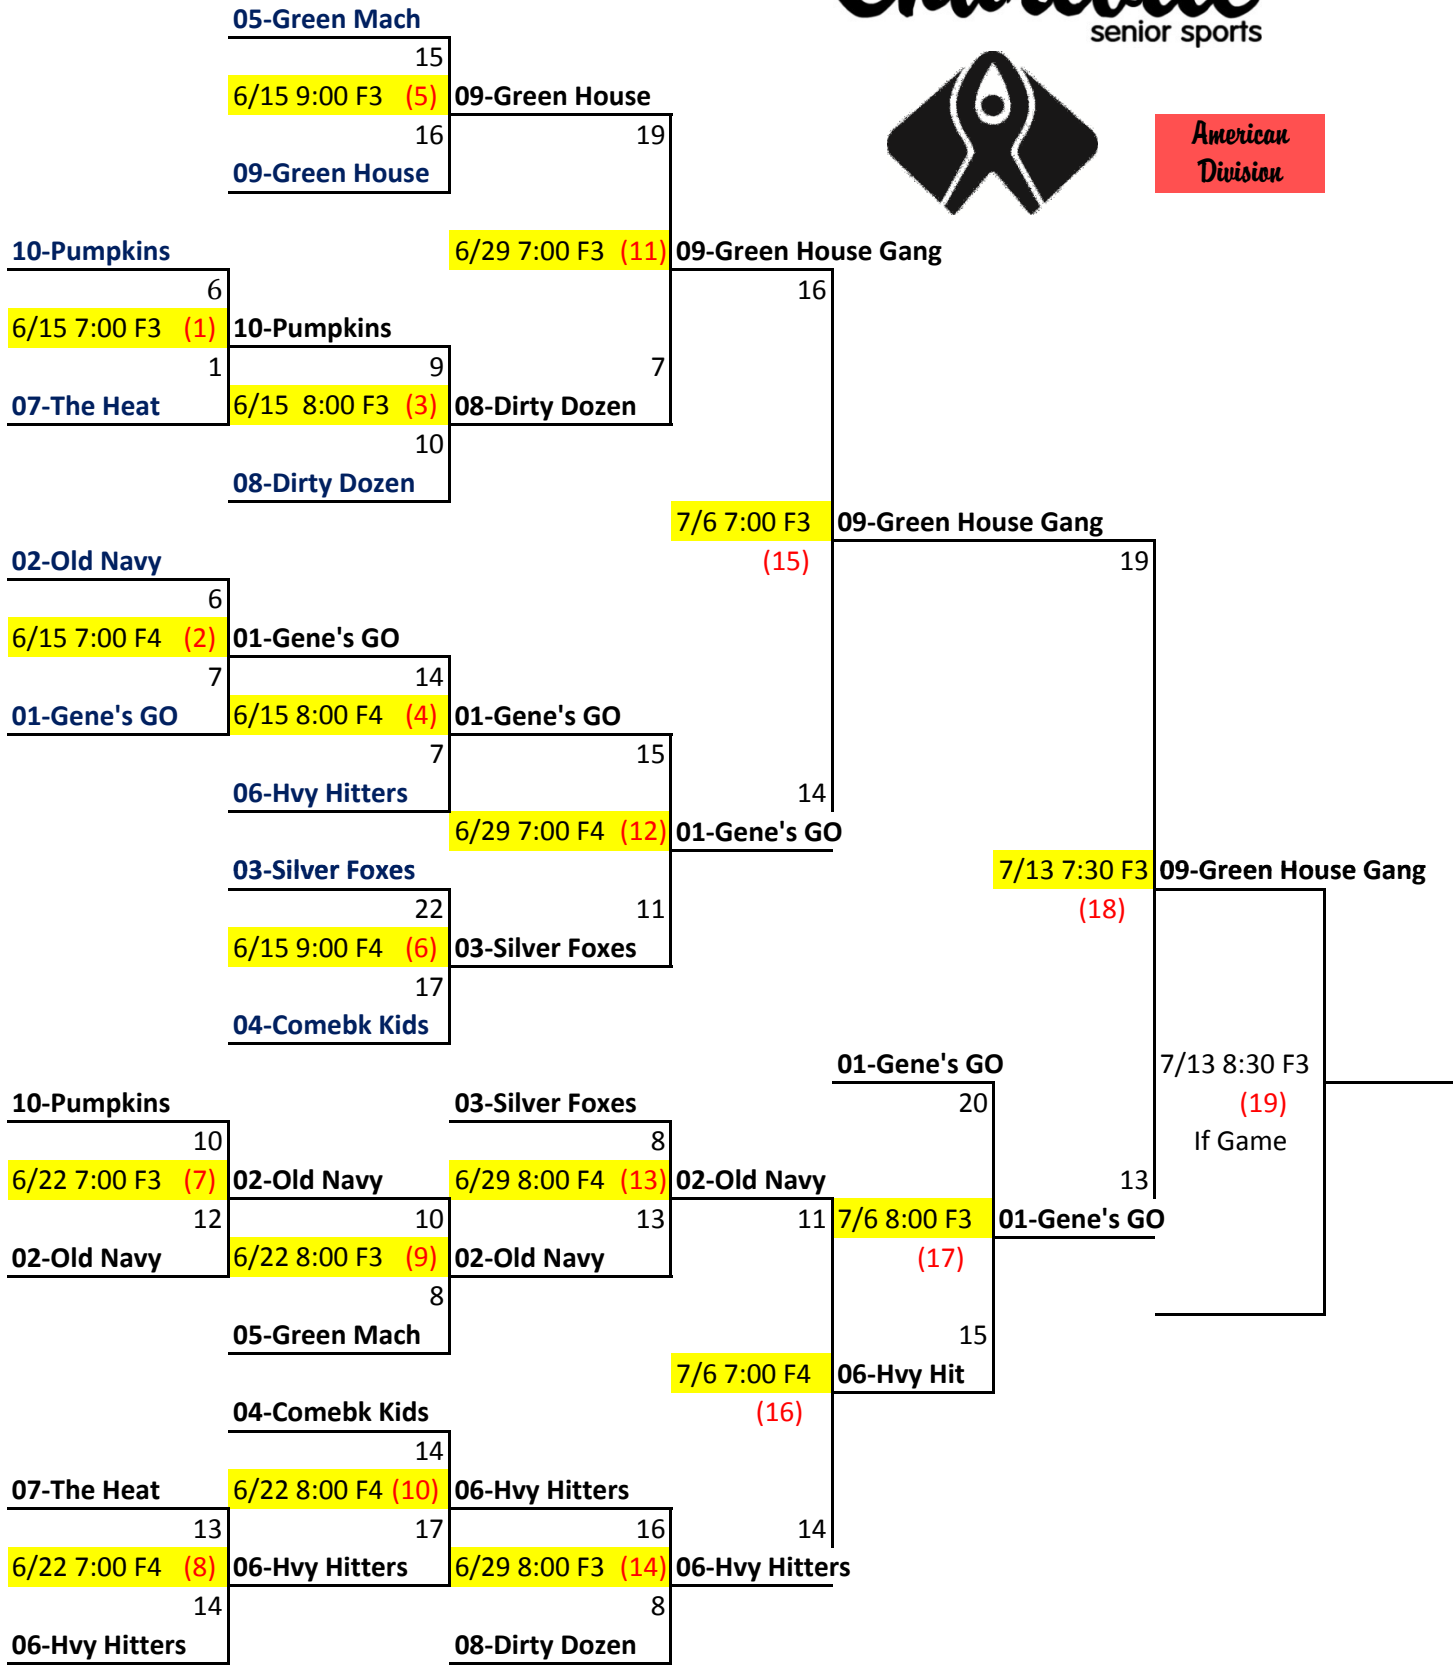 05-Green Mach
senior sports
15
6/15 9:00 F3 (5) 09-Green House
16 19
American
Division
09-Green House
10-Pumpkins 6/29 7:00 F3 (11) 09-Green House Gang
6 16
6/15 7:00 F3 (1) 10-Pumpkins
1 9 7
07-The Heat 6/15 8:00 F3 (3) 08-Dirty Dozen
10
08-Dirty Dozen
7/6 7:00 F3 09-Green House Gang
02-Old Navy (15) 19
6
6/15 7:00 F4 (2) 01-Gene's GO
7 14
01-Gene's GO 6/15 8:00 F4 (4) 01-Gene's GO
7 15
06-Hvy Hitters 14
6/29 7:00 F4 (12) 01-Gene's GO
03-Silver Foxes 7/13 7:30 F3 09-Green House Gang
22 11 (18)
6/15 9:00 F4 (6) 03-Silver Foxes
17
04-Comebk Kids
01-Gene's GO 7/13 8:30 F3
10-Pumpkins 03-Silver Foxes 20 (19)
10 8 If Game
6/22 7:00 F3 (7) 02-Old Navy 6/29 8:00 F4 (13) 02-Old Navy 13
12 10 13 11 7/6 8:00 F3 01-Gene's GO
02-Old Navy 6/22 8:00 F3 (9) 02-Old Navy (17)
8
05-Green Mach 15
7/6 7:00 F4 06-Hvy Hit
04-Comebk Kids (16)
14
07-The Heat 6/22 8:00 F4 (10) 06-Hvy Hitters
13 17 16 14
6/22 7:00 F4 (8) 06-Hvy Hitters 6/29 8:00 F3 (14) 06-Hvy Hitters
14 8
06-Hvy Hitters 08-Dirty Dozen